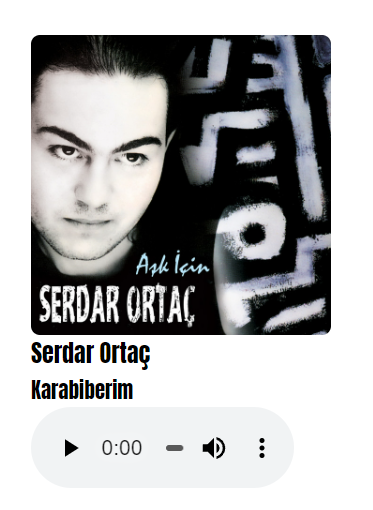 Aşk İçin
SERDAR ORTAÇ
Serdar Ortaç
Karabiberim
0:00